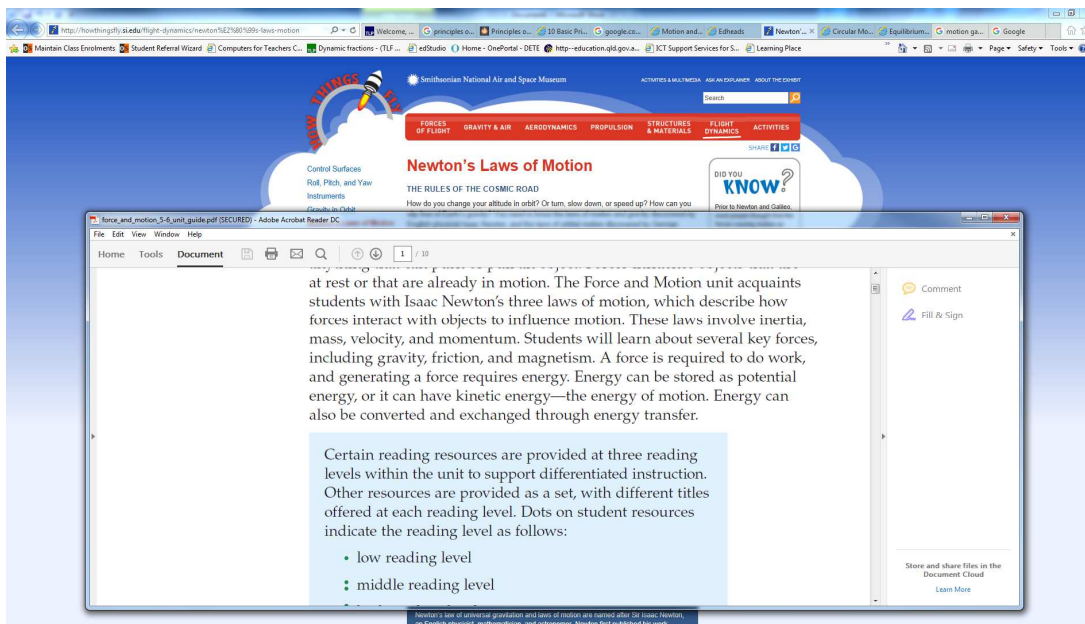 http://howthingsfly.si.edu/flight-dynamics/newton%E2%80%99s-laws-motion
Welcome, ...
principles o...
Principles o...
10 Basic Pri...
google.co...
Motion and...
Edheads
Newton'...
Circular Mo...
Equilibrium...
motion ga...
Google
Maintain Class Enrolments
Student Referral Wizard
Computers for Teachers C...
Dynamic fractions - (TLF ...
edStudio
Home - OnePortal - DETE
http--education.qld.gov.a...
ICT Support Services for S...
Learning Place
Page
Safety
Tools
HOW THINGS FLY
Smithsonian National Air and Space Museum
ACTIVITIES & MULTIMEDIA ASK AN EXPLAINER ABOUT THE EXHIBIT
Search
FORCES OF FLIGHT
GRAVITY & AIR
AERODYNAMICS
PROPULSION
STRUCTURES & MATERIALS
FLIGHT DYNAMICS
ACTIVITIES
SHARE
Control Surfaces
Roll, Pitch, and Yaw
Instruments
Gravity in Orbit
Newton's Laws of Motion
THE RULES OF THE COSMIC ROAD
How do you change your altitude in orbit? Or turn, slow down, or speed up? How can you
DID YOU
KNOW?
Prior to Newton and Galileo,
force_and_motion_5-6_unit_guide.pdf (SECURED) - Adobe Acrobat Reader DC
File Edit View Window Help
Home Tools Document
1 / 10
at rest or that are already in motion. The Force and Motion unit acquaints
students with Isaac Newton's three laws of motion, which describe how
forces interact with objects to influence motion. These laws involve inertia,
mass, velocity, and momentum. Students will learn about several key forces,
including gravity, friction, and magnetism. A force is required to do work,
and generating a force requires energy. Energy can be stored as potential
energy, or it can have kinetic energy—the energy of motion. Energy can
also be converted and exchanged through energy transfer.
Certain reading resources are provided at three reading
levels within the unit to support differentiated instruction.
Other resources are provided as a set, with different titles
offered at each reading level. Dots on student resources
indicate the reading level as follows:
• low reading level
: middle reading level
Comment
Fill & Sign
Store and share files in the
Document Cloud
Learn More
Newton's law of universal gravitation and laws of motion are named after Sir Isaac Newton,
an English physicist, mathematician, and astronomer. Newton first published his work